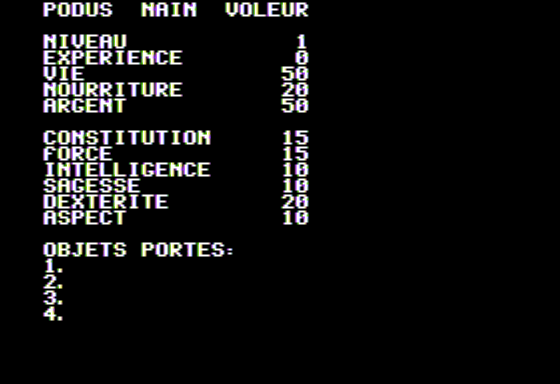 PODUS NAIN VOLEUR
NIVEAU 1
EXPERIENCE 0
VIE 50
NOURRITURE 20
ARGENT 50
CONSTITUTION 15
FORCE 15
INTELLIGENCE 10
SAGESSE 10
DEXTERITE 20
ASPECT 10
OBJETS PORTES:
1.
2.
3.
4.